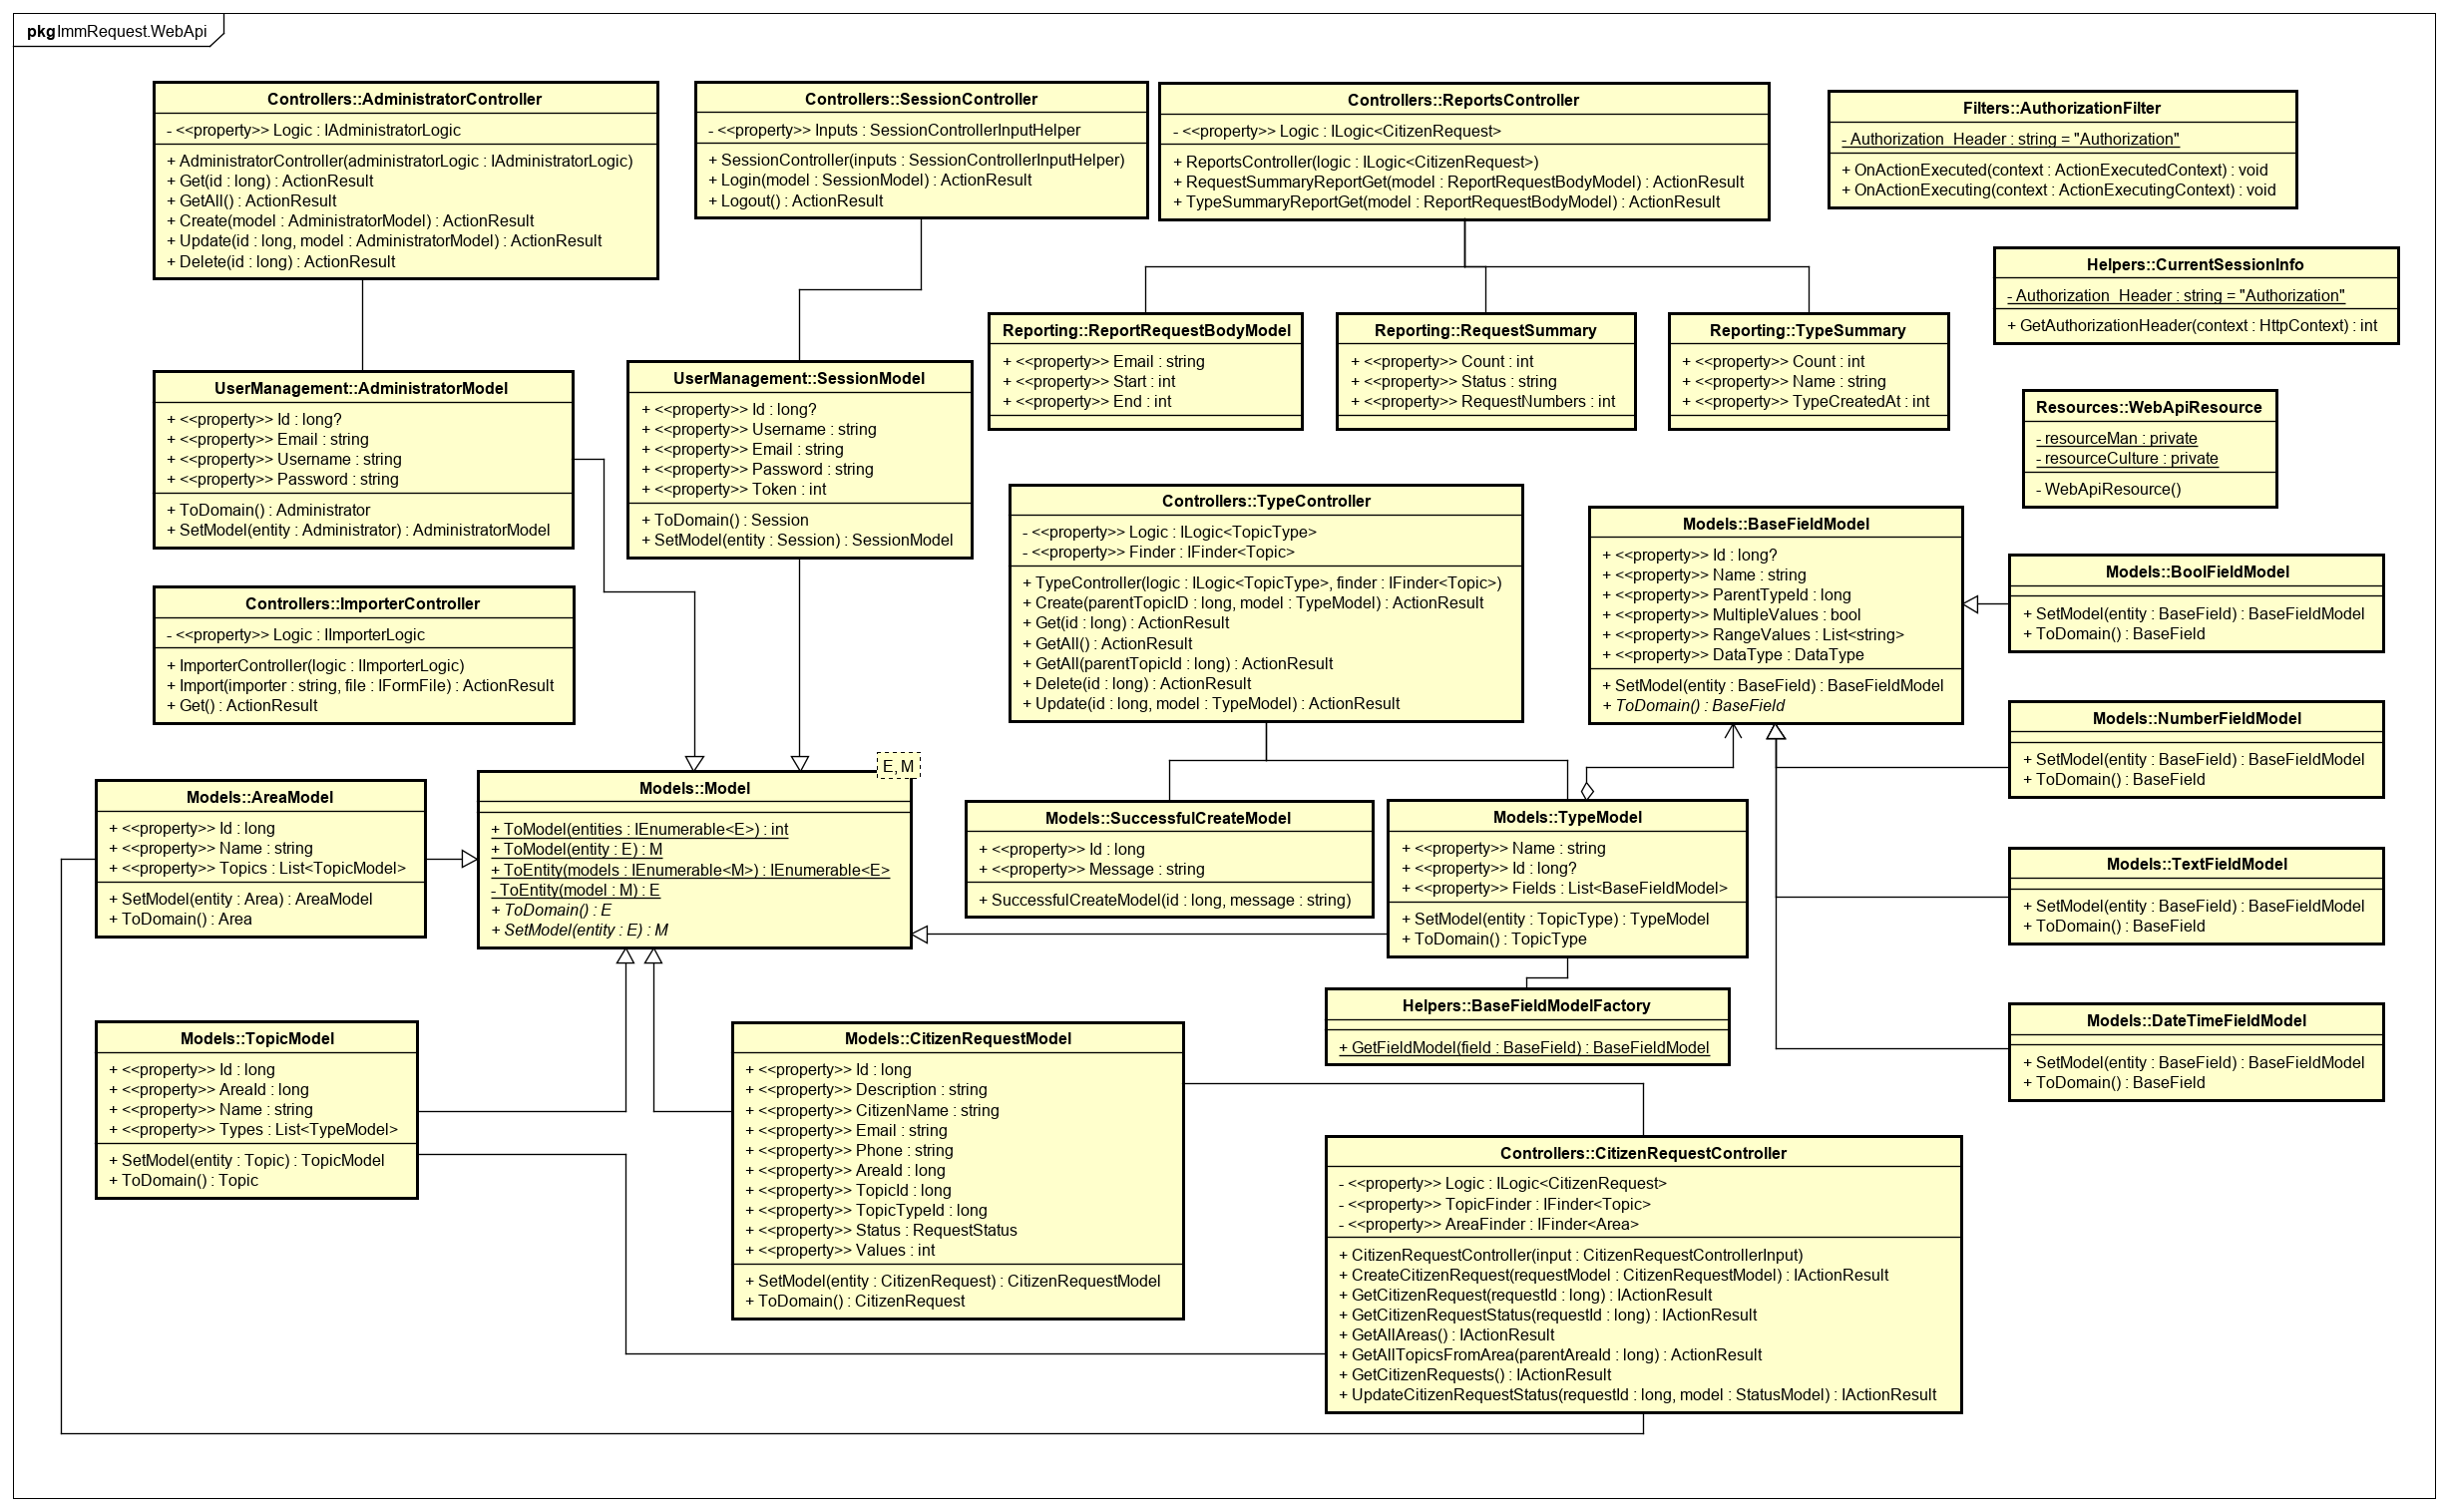 pkg ImmRequest.WebApi
Controllers::AdministratorController
- <<property>> Logic : IAdministratorLogic
+ AdministratorController(administratorLogic : IAdministratorLogic)
+ Get(id : long) : ActionResult
+ GetAll() : ActionResult
+ Create(model : AdministratorModel) : ActionResult
+ Update(id : long, model : AdministratorModel) : ActionResult
+ Delete(id : long) : ActionResult
Controllers::SessionController
- <<property>> Inputs : SessionControllerInputHelper
+ SessionController(inputs : SessionControllerInputHelper)
+ Login(model : SessionModel) : ActionResult
+ Logout() : ActionResult
Controllers::ReportsController
- <<property>> Logic : ILogic<CitizenRequest>
+ ReportsController(logic : ILogic<CitizenRequest>)
+ RequestSummaryReportGet(model : ReportRequestBodyModel) : ActionResult
+ TypeSummaryReportGet(model : ReportRequestBodyModel) : ActionResult
Filters::AuthorizationFilter
- Authorization_Header : string = "Authorization"
+ OnActionExecuted(context : ActionExecutedContext) : void
+ OnActionExecuting(context : ActionExecutingContext) : void
Helpers::CurrentSessionInfo
- Authorization_Header : string = "Authorization"
+ GetAuthorizationHeader(context : HttpContext) : int
Reporting::ReportRequestBodyModel
+ <<property>> Email : string
+ <<property>> Start : int
+ <<property>> End : int
Reporting::RequestSummary
+ <<property>> Count : int
+ <<property>> Status : string
+ <<property>> RequestNumbers : int
Reporting::TypeSummary
+ <<property>> Count : int
+ <<property>> Name : string
+ <<property>> TypeCreatedAt : int
UserManagement::AdministratorModel
+ <<property>> Id : long?
+ <<property>> Email : string
+ <<property>> Username : string
+ <<property>> Password : string
+ ToDomain() : Administrator
+ SetModel(entity : Administrator) : AdministratorModel
UserManagement::SessionModel
+ <<property>> Id : long?
+ <<property>> Username : string
+ <<property>> Email : string
+ <<property>> Password : string
+ <<property>> Token : int
+ ToDomain() : Session
+ SetModel(entity : Session) : SessionModel
Resources::WebApiResource
- resourceMan : private
- resourceCulture : private
- WebApiResource()
Controllers::TypeController
- <<property>> Logic : ILogic<TopicType>
- <<property>> Finder : IFinder<Topic>
+ TypeController(logic : ILogic<TopicType>, finder : IFinder<Topic>)
+ Create(parentTopicID : long, model : TypeModel) : ActionResult
+ Get(id : long) : ActionResult
+ GetAll() : ActionResult
+ GetAll(parentTopicId : long) : ActionResult
+ Delete(id : long) : ActionResult
+ Update(id : long, model : TypeModel) : ActionResult
Models::BaseFieldModel
+ <<property>> Id : long?
+ <<property>> Name : string
+ <<property>> ParentTypeId : long
+ <<property>> MultipleValues : bool
+ <<property>> RangeValues : List<string>
+ <<property>> DataType : DataType
+ SetModel(entity : BaseField) : BaseFieldModel
+ ToDomain() : BaseField
Models::BoolFieldModel
+ SetModel(entity : BaseField) : BaseFieldModel
+ ToDomain() : BaseField
Controllers::ImporterController
- <<property>> Logic : IImporterLogic
+ ImporterController(logic : IImporterLogic)
+ Import(importer : string, file : IFormFile) : ActionResult
+ Get() : ActionResult
Models::NumberFieldModel
+ SetModel(entity : BaseField) : BaseFieldModel
+ ToDomain() : BaseField
Models::AreaModel
+ <<property>> Id : long
+ <<property>> Name : string
+ <<property>> Topics : List<TopicModel>
+ SetModel(entity : Area) : AreaModel
+ ToDomain() : Area
E, M
Models::Model
+ ToModel(entities : IEnumerable<E>) : int
+ ToModel(entity : E) : M
+ ToEntity(models : IEnumerable<M>) : IEnumerable<E>
- ToEntity(model : M) : E
+ ToDomain() : E
+ SetModel(entity : E) : M
Models::SuccessfulCreateModel
+ <<property>> Id : long
+ <<property>> Message : string
+ SuccessfulCreateModel(id : long, message : string)
Models::TypeModel
+ <<property>> Name : string
+ <<property>> Id : long?
+ <<property>> Fields : List<BaseFieldModel>
+ SetModel(entity : TopicType) : TypeModel
+ ToDomain() : TopicType
Models::TextFieldModel
+ SetModel(entity : BaseField) : BaseFieldModel
+ ToDomain() : BaseField
Helpers::BaseFieldModelFactory
+ GetFieldModel(field : BaseField) : BaseFieldModel
Models::DateTimeFieldModel
+ SetModel(entity : BaseField) : BaseFieldModel
+ ToDomain() : BaseField
Models::TopicModel
+ <<property>> Id : long
+ <<property>> AreaId : long
+ <<property>> Name : string
+ <<property>> Types : List<TypeModel>
+ SetModel(entity : Topic) : TopicModel
+ ToDomain() : Topic
Models::CitizenRequestModel
+ <<property>> Id : long
+ <<property>> Description : string
+ <<property>> CitizenName : string
+ <<property>> Email : string
+ <<property>> Phone : string
+ <<property>> AreaId : long
+ <<property>> TopicId : long
+ <<property>> TopicTypeId : long
+ <<property>> Status : RequestStatus
+ <<property>> Values : int
+ SetModel(entity : CitizenRequest) : CitizenRequestModel
+ ToDomain() : CitizenRequest
Controllers::CitizenRequestController
- <<property>> Logic : ILogic<CitizenRequest>
- <<property>> TopicFinder : IFinder<Topic>
- <<property>> AreaFinder : IFinder<Area>
+ CitizenRequestController(input : CitizenRequestControllerInput)
+ CreateCitizenRequest(requestModel : CitizenRequestModel) : IActionResult
+ GetCitizenRequest(requestId : long) : IActionResult
+ GetCitizenRequestStatus(requestId : long) : IActionResult
+ GetAllAreas() : IActionResult
+ GetAllTopicsFromArea(parentAreaId : long) : ActionResult
+ GetCitizenRequests() : IActionResult
+ UpdateCitizenRequestStatus(requestId : long, model : StatusModel) : IActionResult